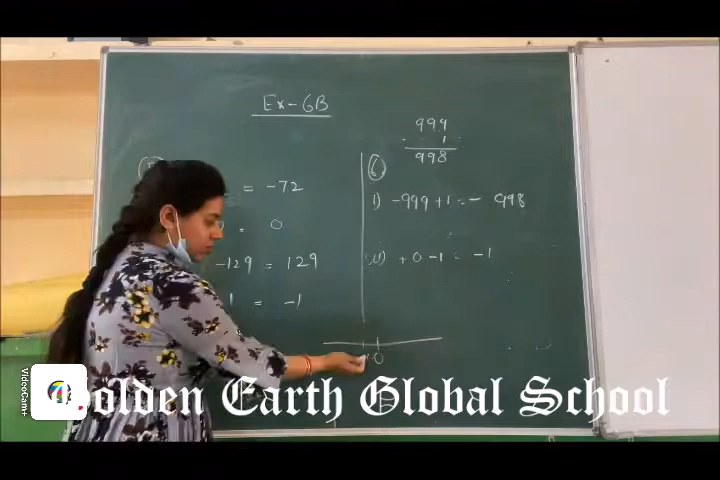 Ex-6B
999
- 1
998
= -72
6.
i) -999+1 = - 998
= 0
-129 = 129
ii) +0 -1 = -1
1 = -1
0
Golden Earth Global School
VideoCam+